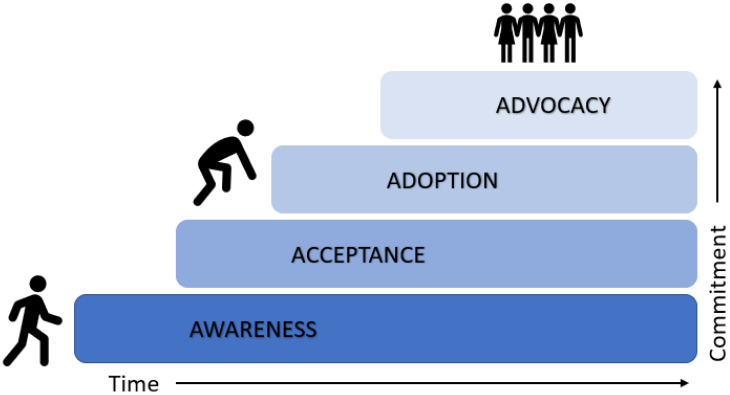 ADVOCACY
ADOPTION
ACCEPTANCE
AWARENESS
Commitment
Time